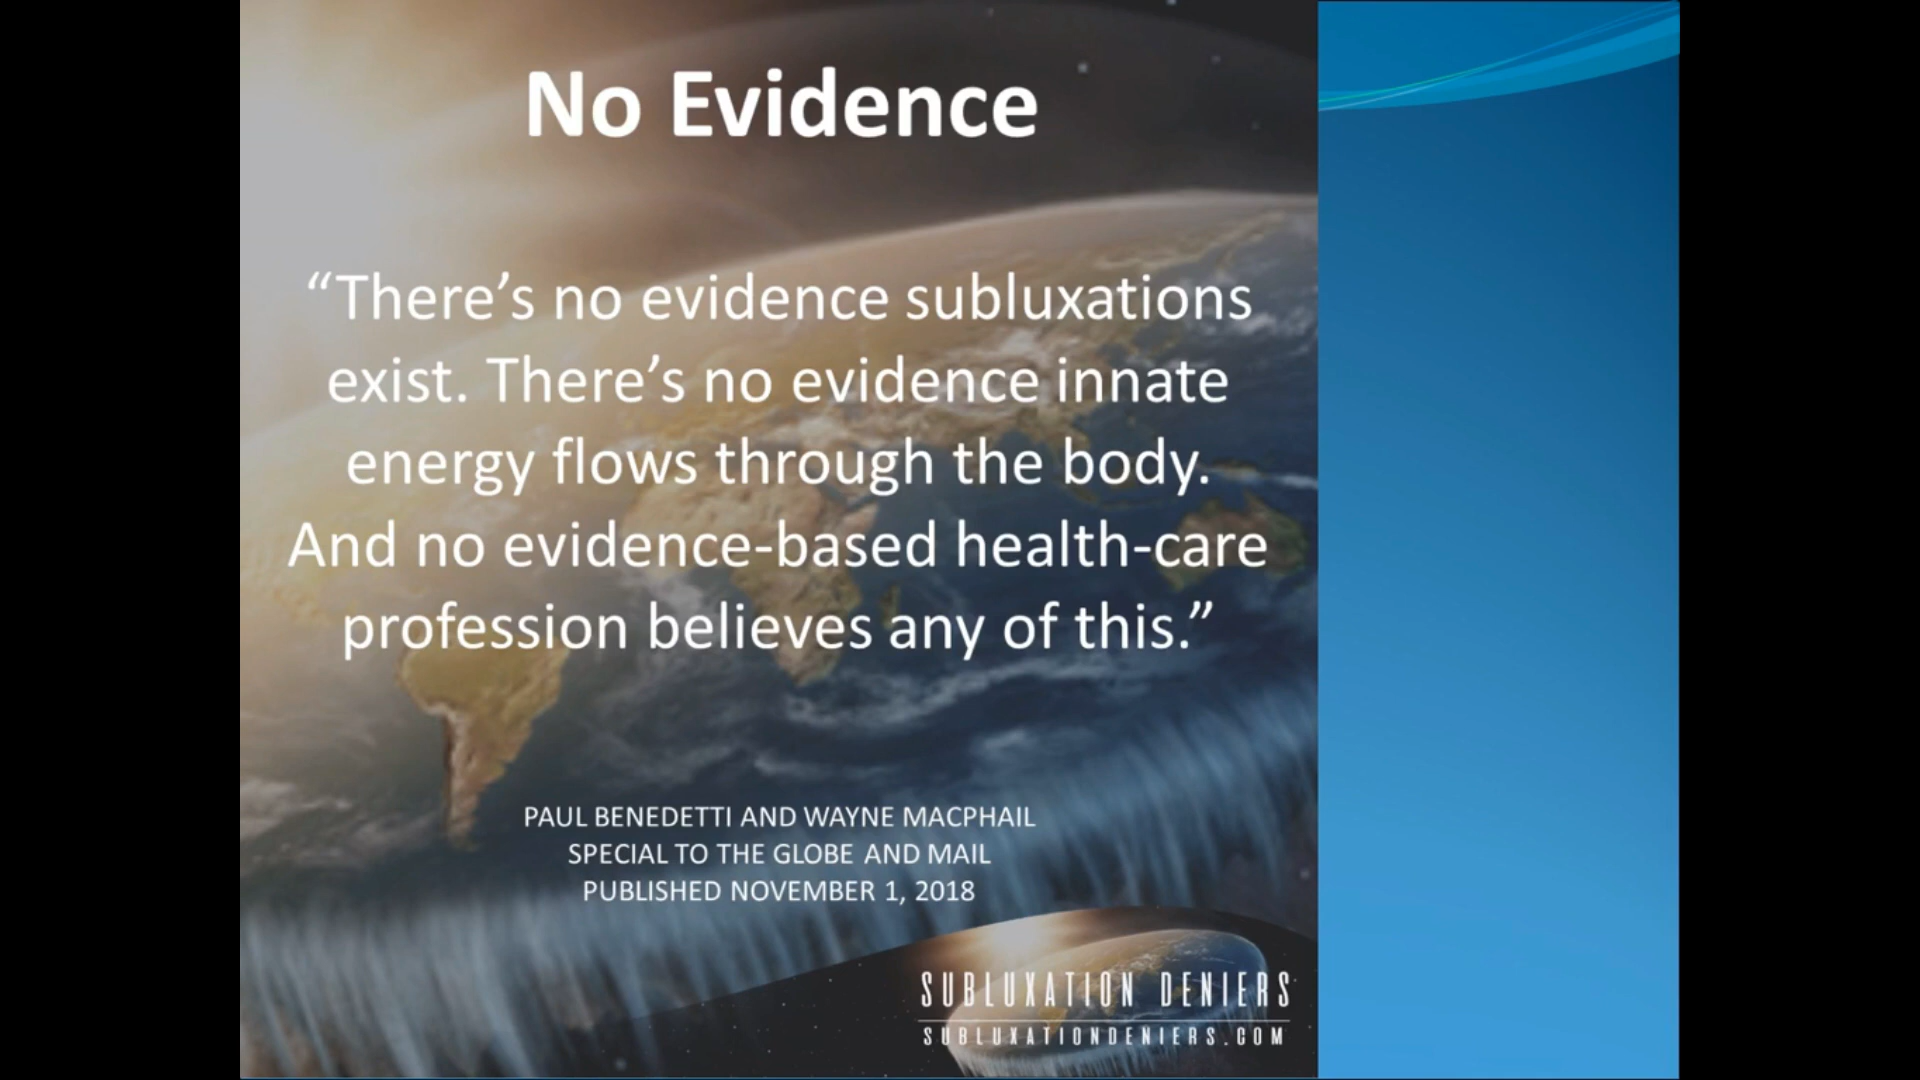 No Evidence
“There’s no evidence subluxations
exist. There’s no evidence innate
energy flows through the body.
And no evidence-based health-care
profession believes any of this.”
PAUL BENEDETTI AND WAYNE MACPHAIL
SPECIAL TO THE GLOBE AND MAIL
PUBLISHED NOVEMBER 1, 2018
SUBLUXATION DENIERS
SUBLUXATIONDENIERS.COM